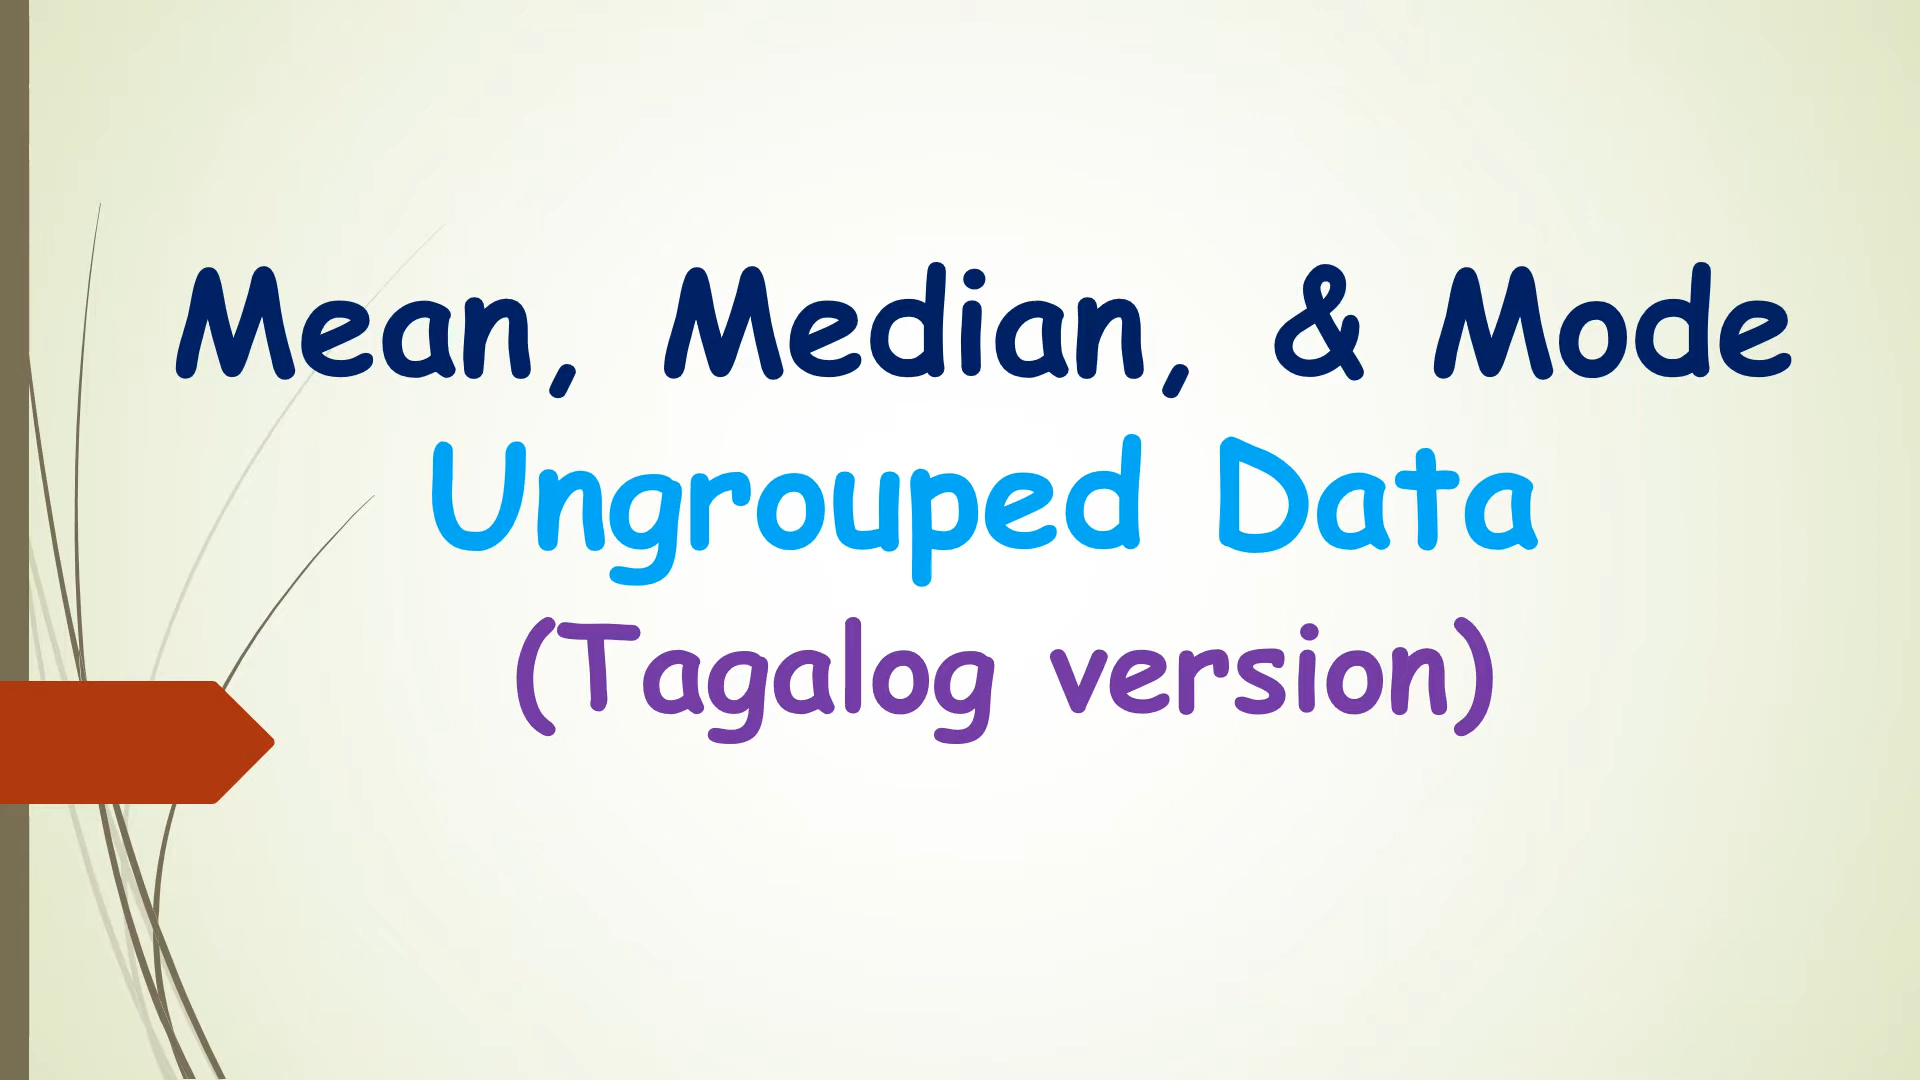 Mean, Median, & Mode
Ungrouped Data
(Tagalog version)